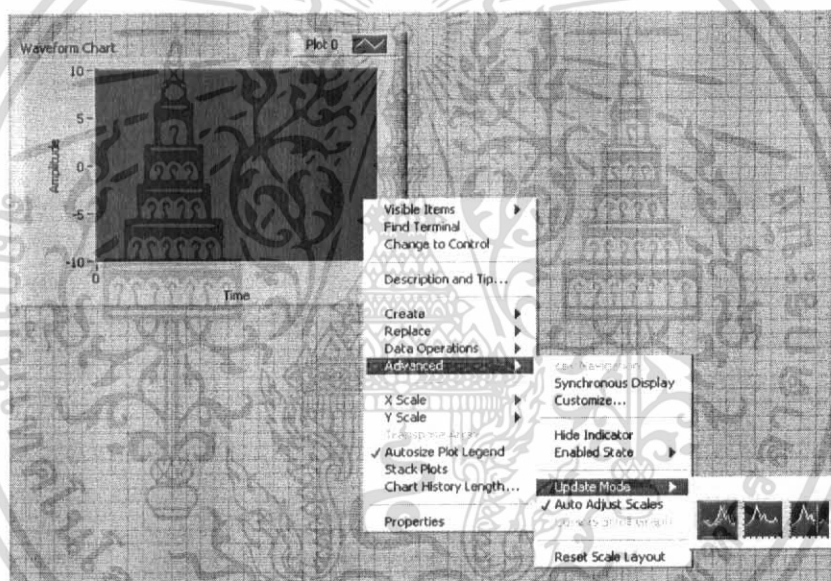 Waveform Chart
Plot 0
10
5
0
-5
-10
Amplitude
0
Time
Visible Items
Find Terminal
Change to Control
Description and Tip...
Create
Replace
Data Operations
Advanced
X Scale
Y Scale
Transpose Array
Autosize Plot Legend
Stack Plots
Chart History Length...
Properties
Synchronous Display
Customize...
Hide Indicator
Enabled State
Update Mode
Auto Adjust Scales
Reset Scale Layout